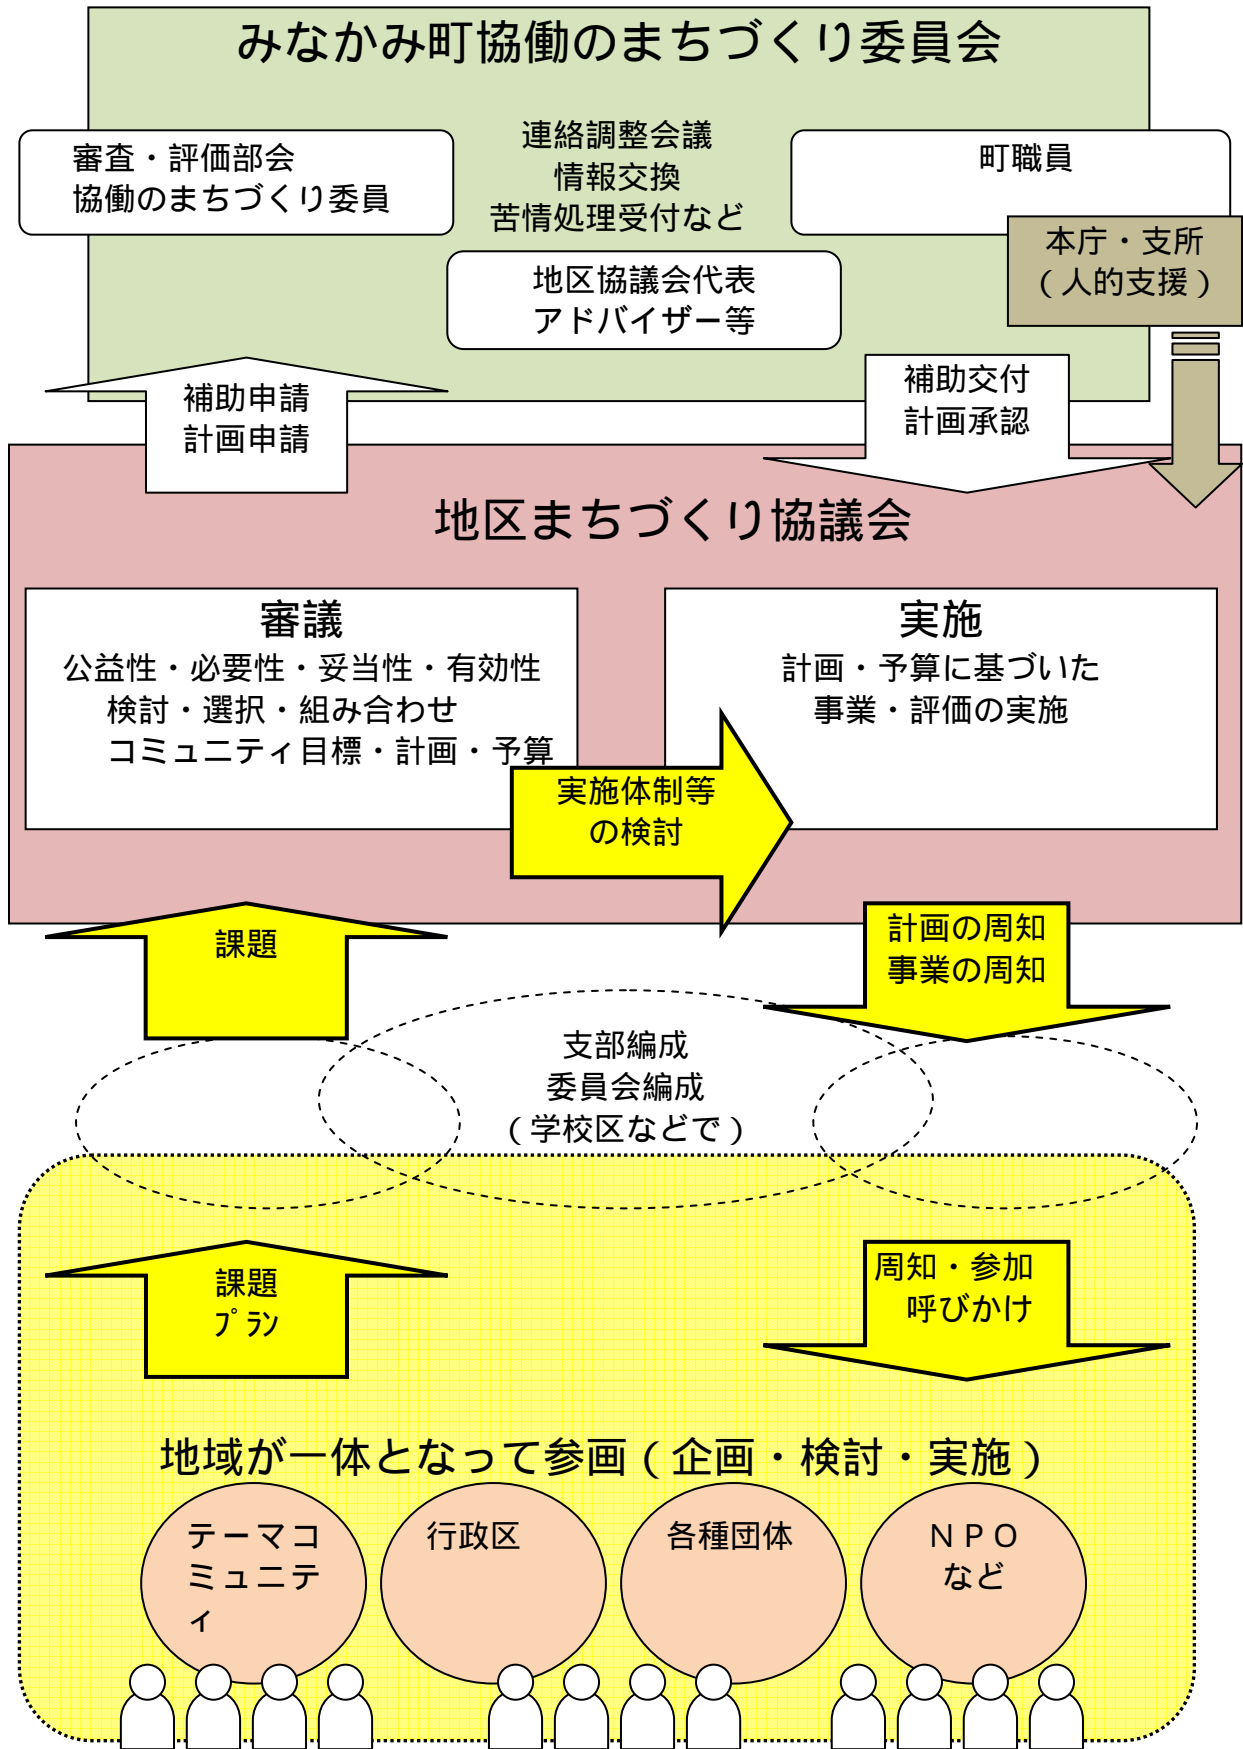 みなかみ町協働のまちづくり委員会
審査・評価部会
協働のまちづくり委員
連絡調整会議
情報交換
苦情処理受付など
町職員
本庁・支所
（人的支援）
地区協議会代表
アドバイザー等
補助申請
計画申請
補助交付
計画承認
地区まちづくり協議会
審議
公益性・必要性・妥当性・有効性
検討・選択・組み合わせ
コミュニティ目標・計画・予算
実施
計画・予算に基づいた
事業・評価の実施
実施体制等
の検討
課題
計画の周知
事業の周知
支部編成
委員会編成
（学校区などで）
課題
ﾌﾟﾗﾝ
周知・参加
呼びかけ
地域が一体となって参画（企画・検討・実施）
テーマコ
ミュニテ
ィ
行政区
各種団体
ＮＰＯ
など